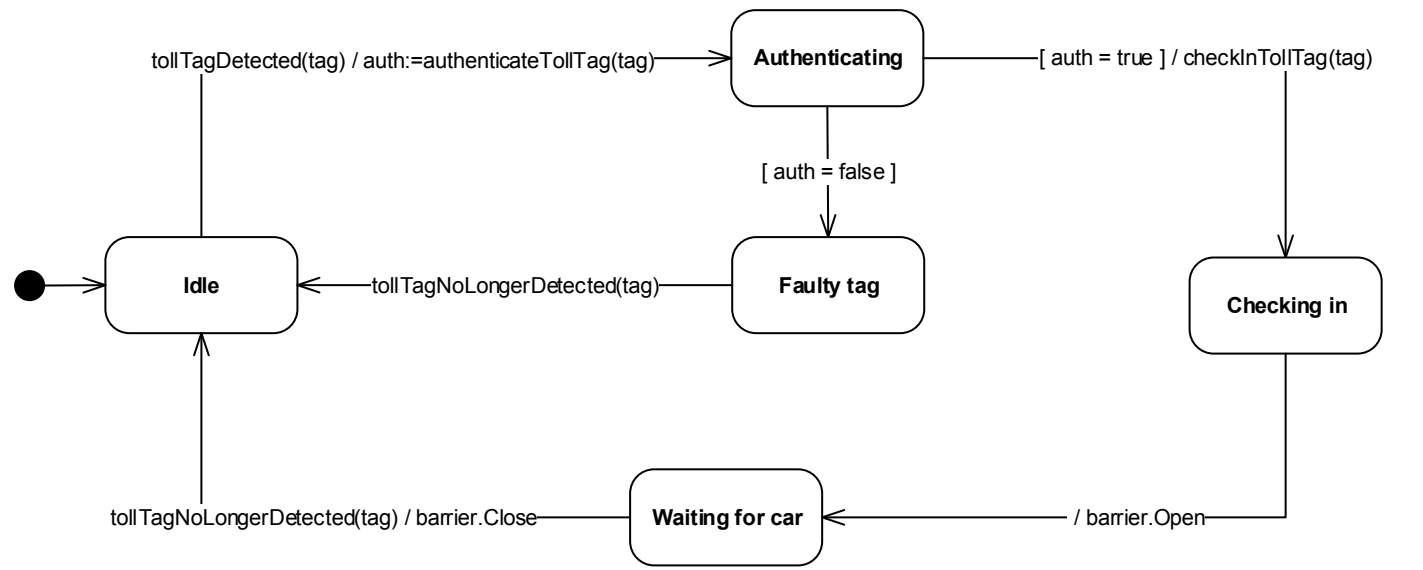 tollTagDetected(tag) / auth:=authenticateTollTag(tag)
Authenticating
[ auth = true ] / checkInTollTag(tag)
[ auth = false ]
Idle
tollTagNoLongerDetected(tag)
Faulty tag
Checking in
tollTagNoLongerDetected(tag) / barrier.Close
Waiting for car
/ barrier.Open